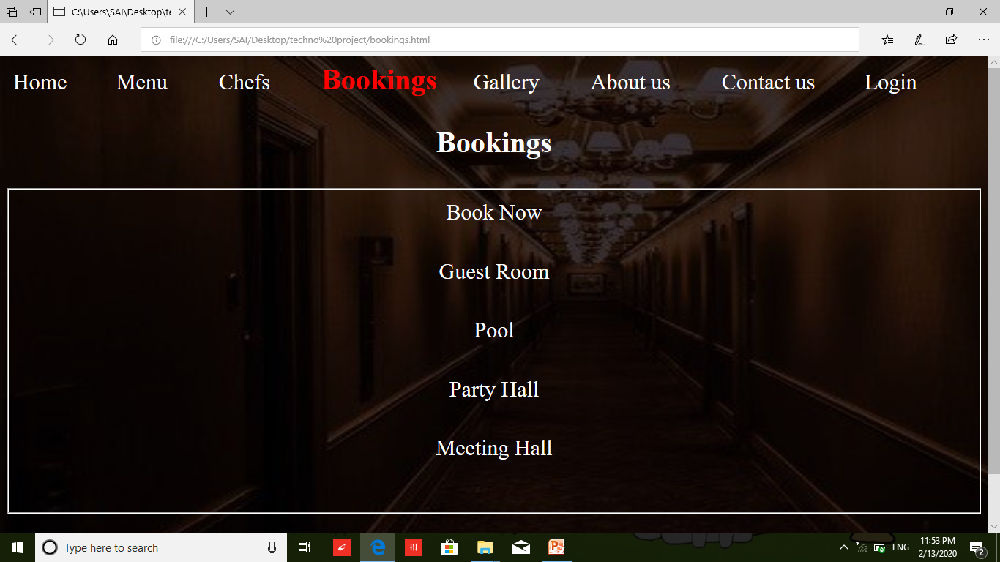 C:\Users\SAI\Desktop\te
file:///C:/Users/SAI/Desktop/techno%20project/bookings.html
Home Menu Chefs Bookings Gallery About us Contact us Login
Bookings
Book Now
Guest Room
Pool
Party Hall
Meeting Hall
Type here to search
ENG
11:53 PM
2/13/2020
2